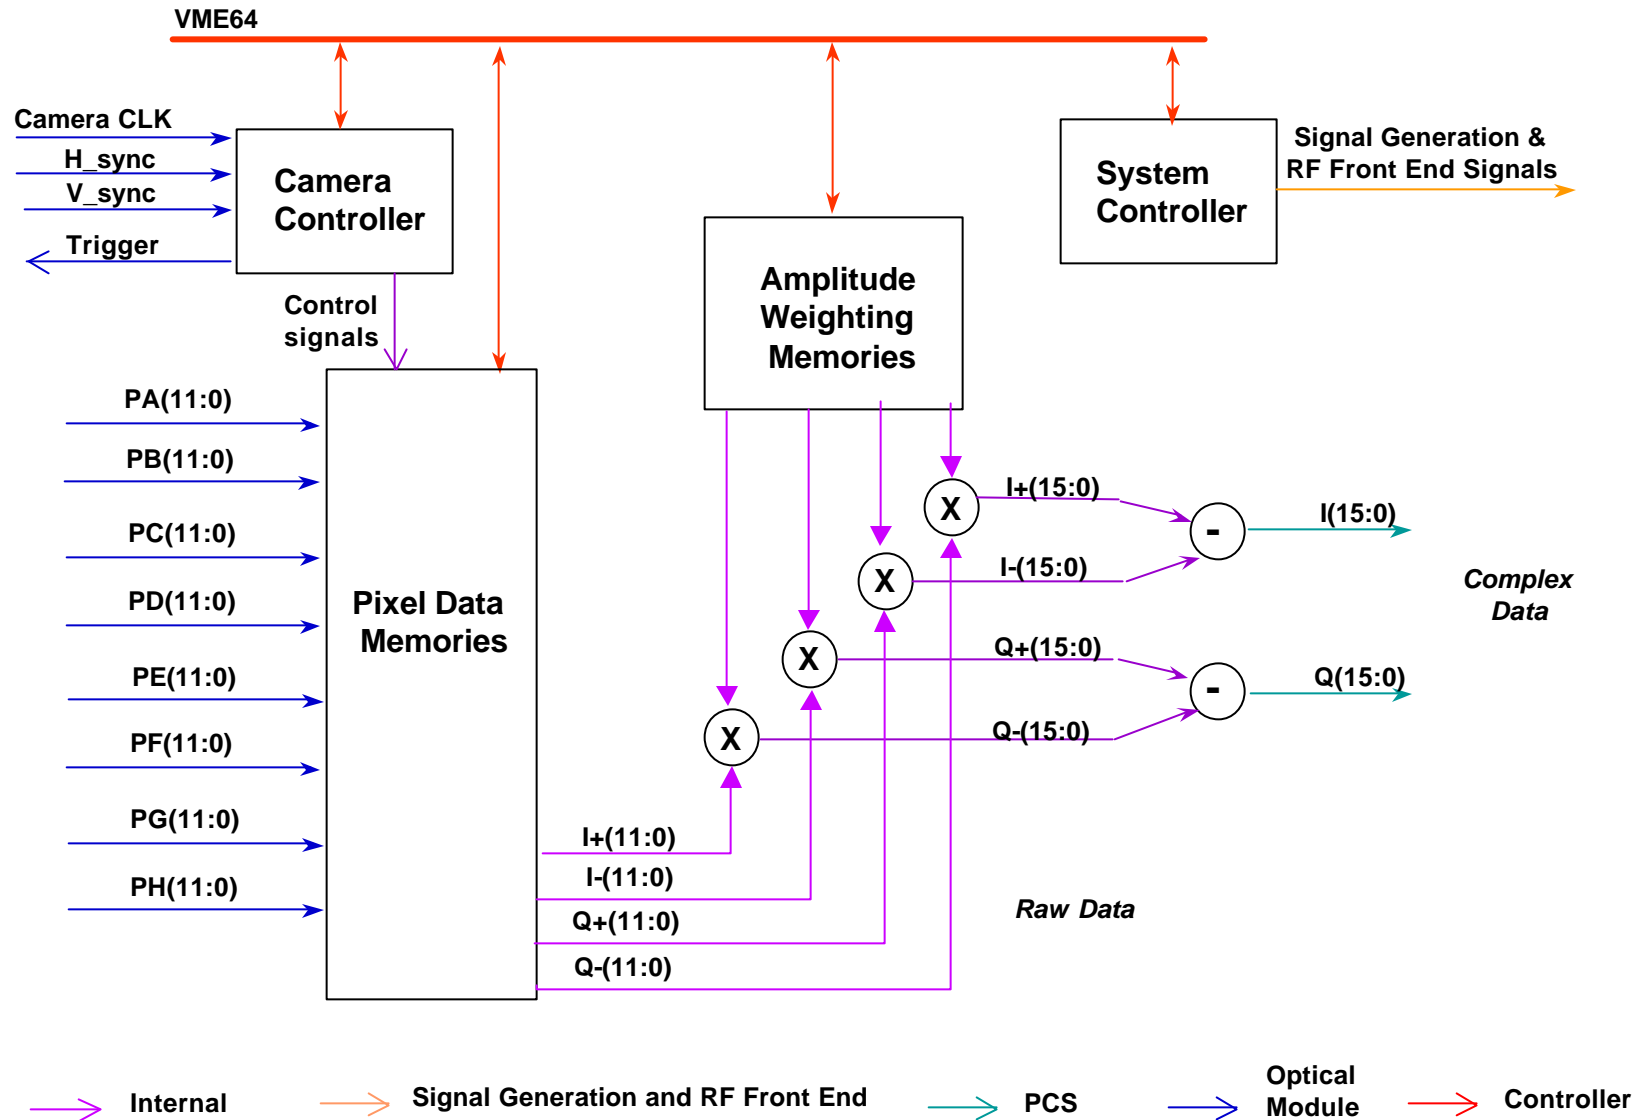 VME64
Camera CLK
H_sync
V_sync
Trigger
Camera
Controller
System
Controller
Signal Generation &
RF Front End Signals
Control
signals
Amplitude
Weighting
Memories
PA(11:0)
PB(11:0)
PC(11:0)
PD(11:0)
PE(11:0)
PF(11:0)
PG(11:0)
PH(11:0)
Pixel Data
Memories
X
X
X
X
I+(15:0)
I-(15:0)
Q+(15:0)
Q-(15:0)
-
-
I(15:0)
Q(15:0)
Complex
Data
I+(11:0)
I-(11:0)
Q+(11:0)
Q-(11:0)
Raw Data
Internal
Signal Generation and RF Front End
PCS
Optical
Module
Controller